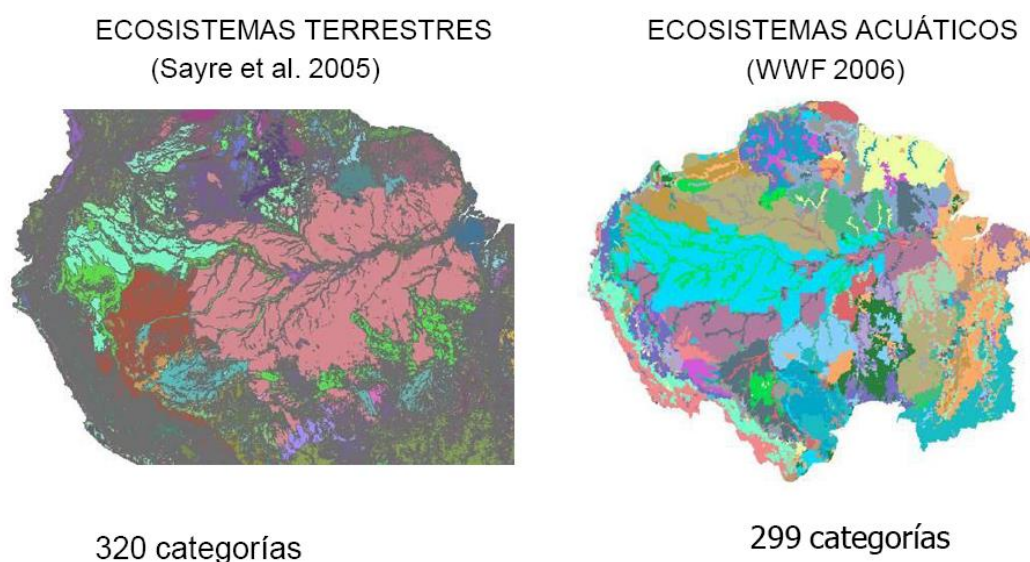 ECOSISTEMAS TERRESTRES
(Sayre et al. 2005)
320 categorías
ECOSISTEMAS ACUÁTICOS
(WWF 2006)
299 categorías